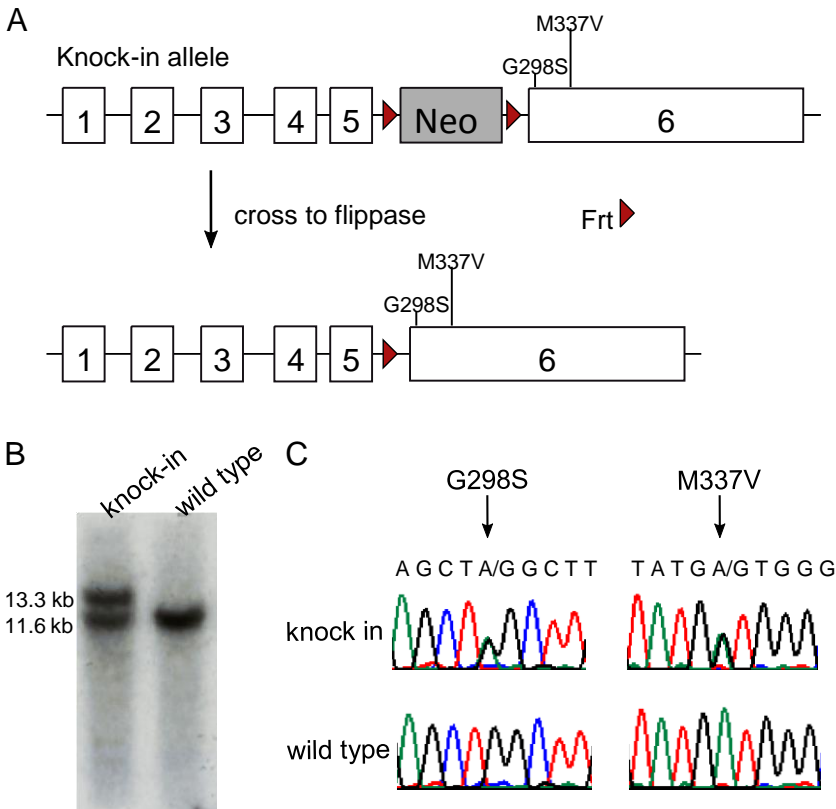 A
Knock-in allele
M337V
G298S
1 2 3 4 5 Neo 6
cross to flippase
Frt
M337V
G298S
1 2 3 4 5 6
B
knock-in
wild type
13.3 kb
11.6 kb
C
G298S M337V
A G C T A/G G C T T T A T G A/G T G G G
knock in
wild type